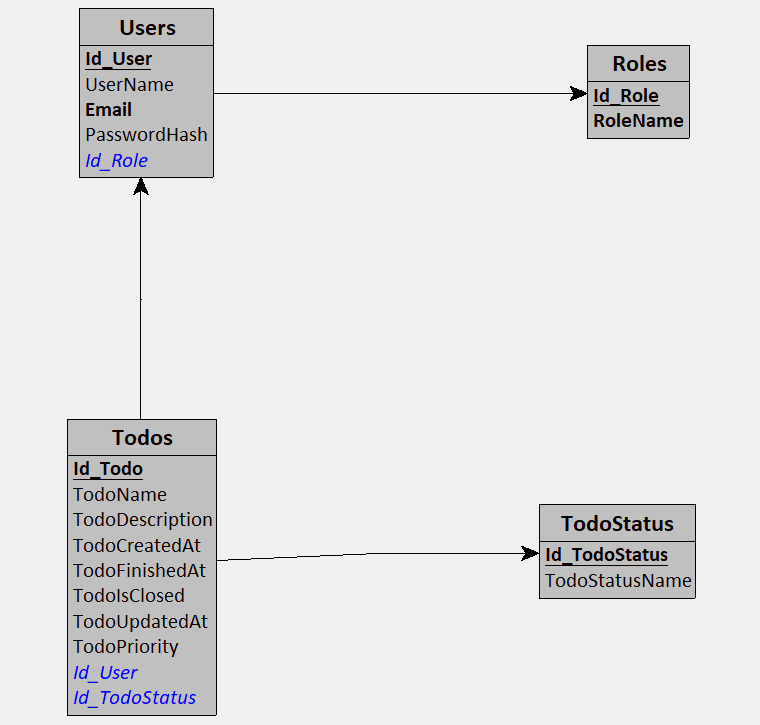 Users
Id_User
UserName
Email
PasswordHash
Id_Role
Roles
Id_Role
RoleName
Todos
Id_Todo
TodoName
TodoDescription
TodoCreatedAt
TodoFinishedAt
TodoIsClosed
TodoUpdatedAt
TodoPriority
Id_User
Id_TodoStatus
TodoStatus
Id_TodoStatus
TodoStatusName